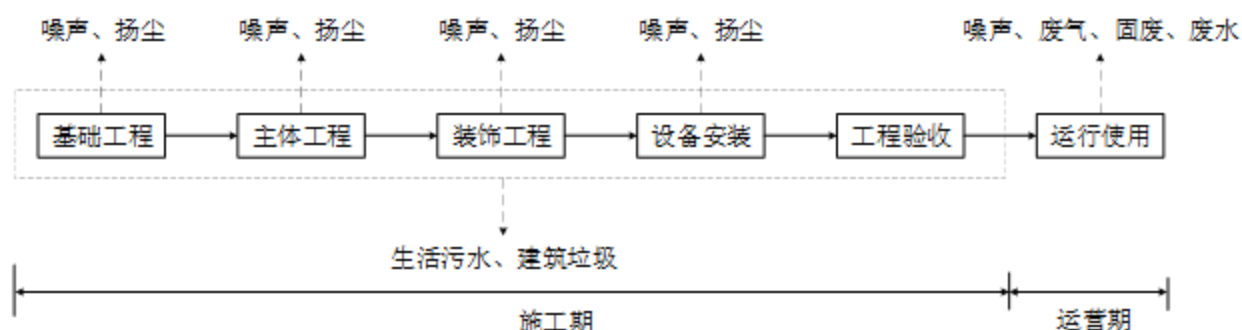 噪声、扬尘 噪声、扬尘 噪声、扬尘 噪声、扬尘 噪声、废气、固废、废水
基础工程 主体工程 装饰工程 设备安装 工程验收 运行使用
生活污水、建筑垃圾
施工期 运营期